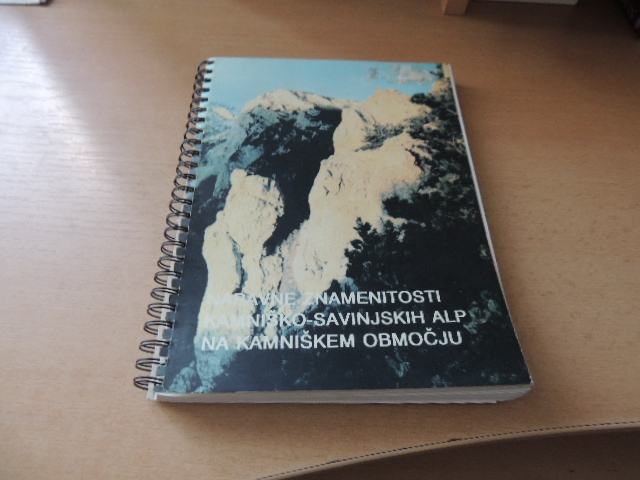 NARAVNE ZNAMENITOSTI
KAMNIŠKO-SAVINJSKIH ALP
NA KAMNIŠKEM OBMOČJU